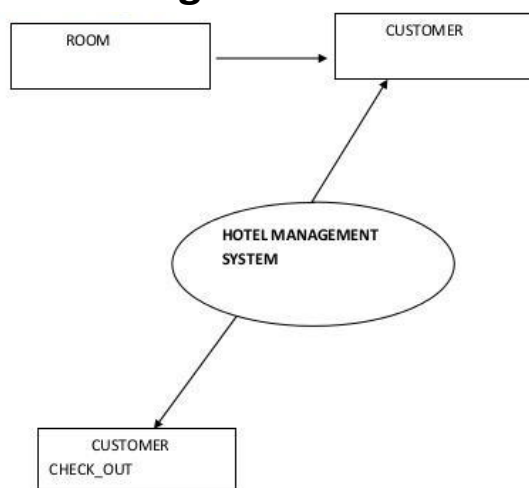 ROOM
CUSTOMER
HOTEL MANAGEMENT
SYSTEM
CUSTOMER
CHECK_OUT